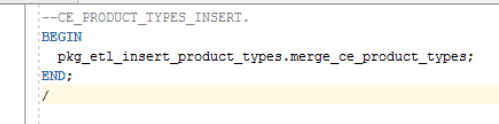 --CE_PRODUCT_TYPES_INSERT.
BEGIN
  pkg_etl_insert_product_types.merge_ce_product_types;
END;
/